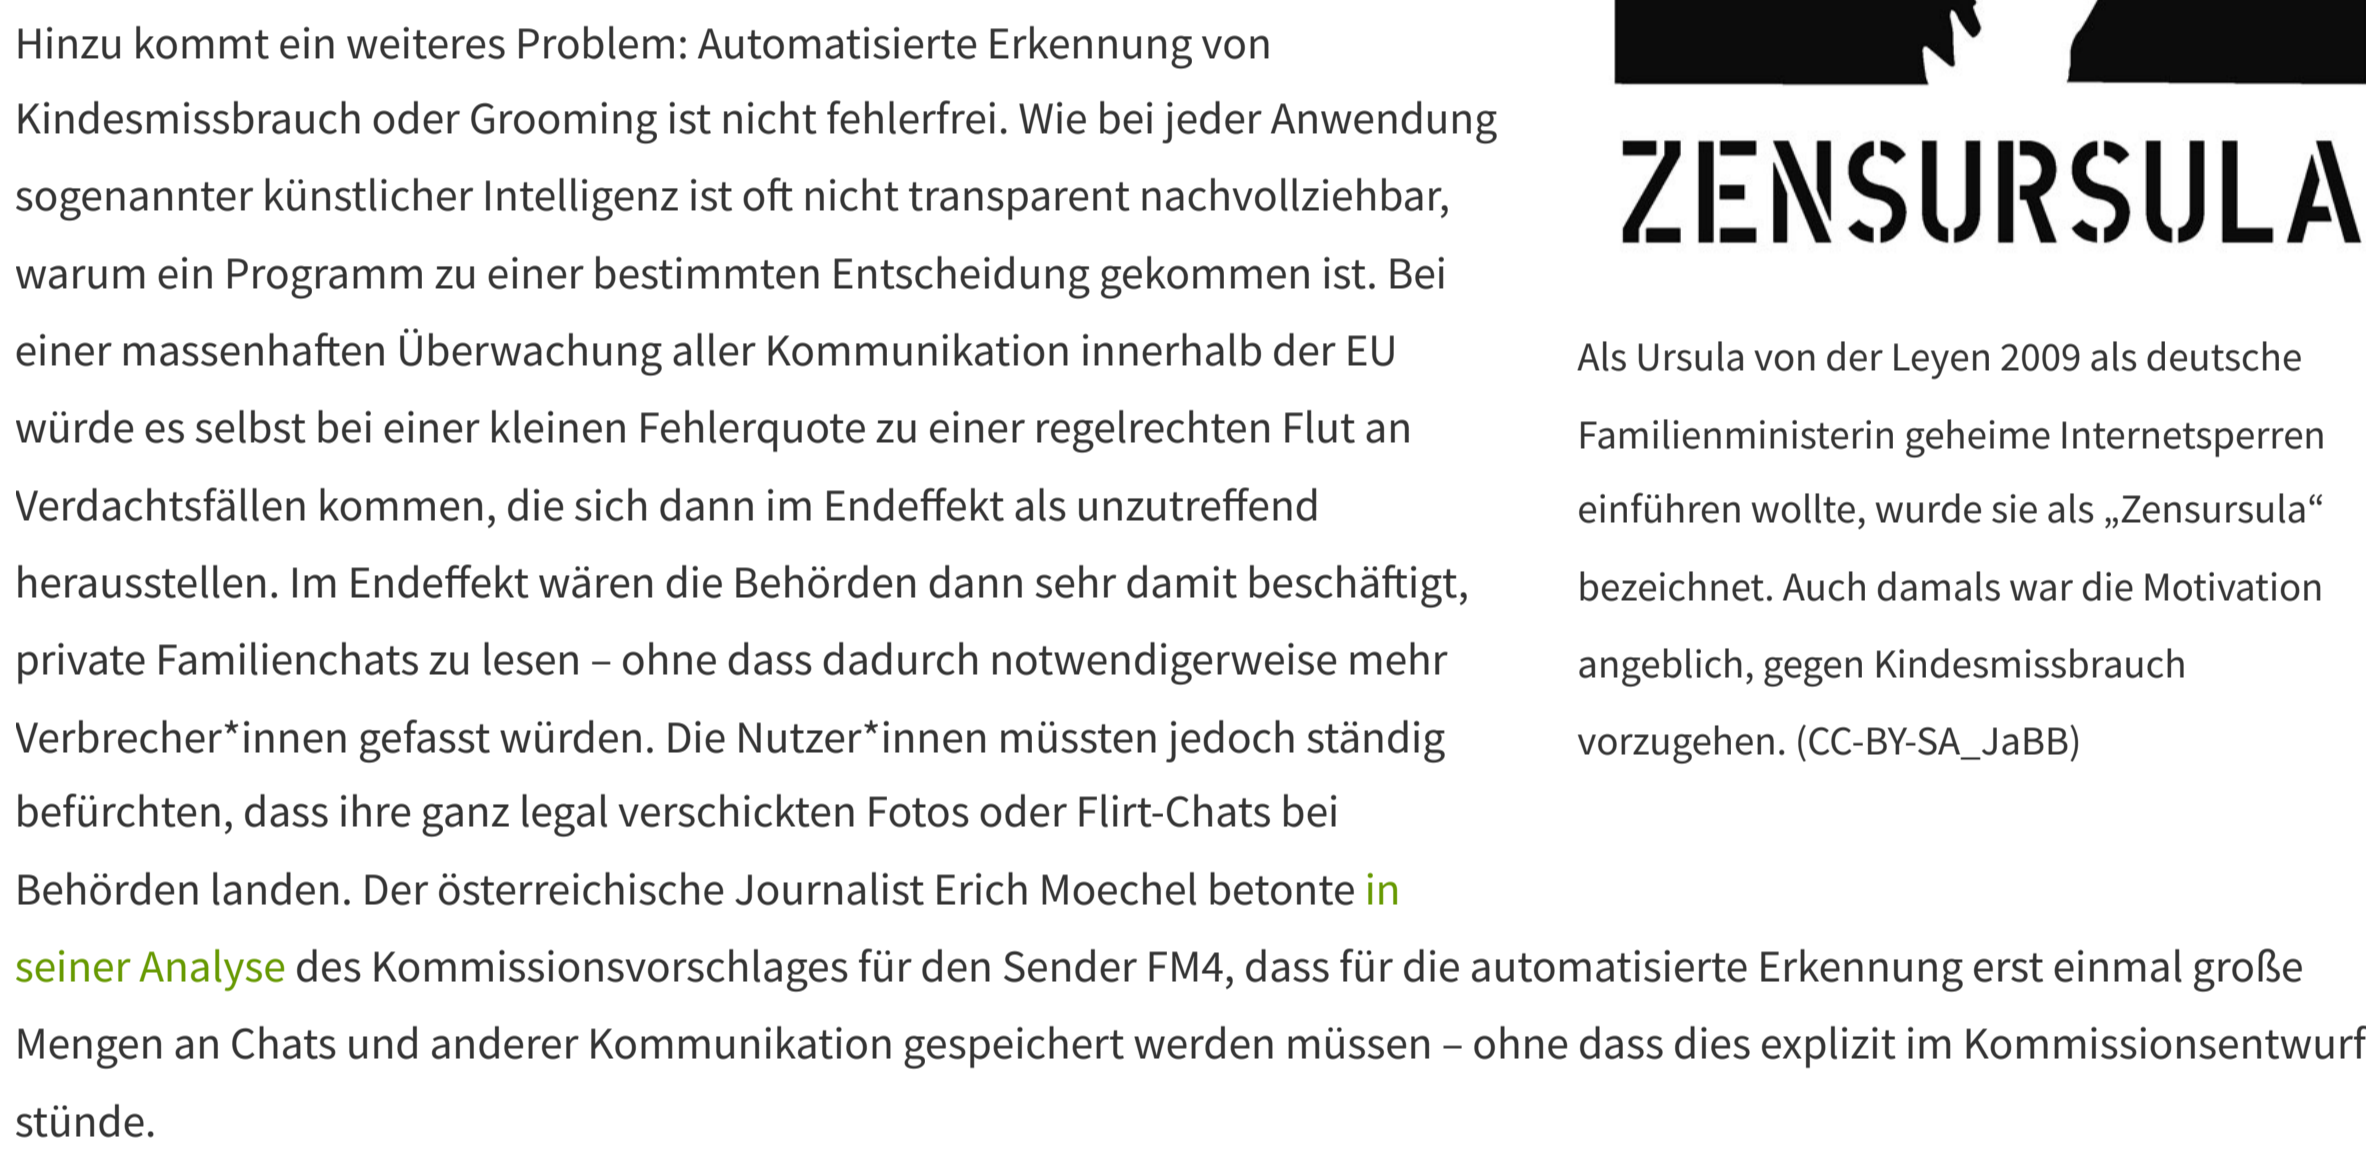 Hinzu kommt ein weiteres Problem: Automatisierte Erkennung von
Kindesmissbrauch oder Grooming ist nicht fehlerfrei. Wie bei jeder Anwendung
sogenannter künstlicher Intelligenz ist oft nicht transparent nachvollziehbar,
warum ein Programm zu einer bestimmten Entscheidung gekommen ist. Bei
einer massenhaften Überwachung aller Kommunikation innerhalb der EU
würde es selbst bei einer kleinen Fehlerquote zu einer regelrechten Flut an
Verdachtsfällen kommen, die sich dann im Endeffekt als unzutreffend
herausstellen. Im Endeffekt wären die Behörden dann sehr damit beschäftigt,
private Familienchats zu lesen – ohne dass dadurch notwendigerweise mehr
Verbrecher*innen gefasst würden. Die Nutzer*innen müssten jedoch ständig
befürchten, dass ihre ganz legal verschickten Fotos oder Flirt-Chats bei
Behörden landen. Der österreichische Journalist Erich Moechel betonte in
seiner Analyse des Kommissionsvorschlages für den Sender FM4, dass für die automatisierte Erkennung erst einmal große
Mengen an Chats und anderer Kommunikation gespeichert werden müssen – ohne dass dies explizit im Kommissionsentwurf
stünde.
ZENSURSULA
Als Ursula von der Leyen 2009 als deutsche
Familienministerin geheime Internetsperren
einführen wollte, wurde sie als „Zensursula“
bezeichnet. Auch damals war die Motivation
angeblich, gegen Kindesmissbrauch
vorzugehen. (CC-BY-SA_JaBB)